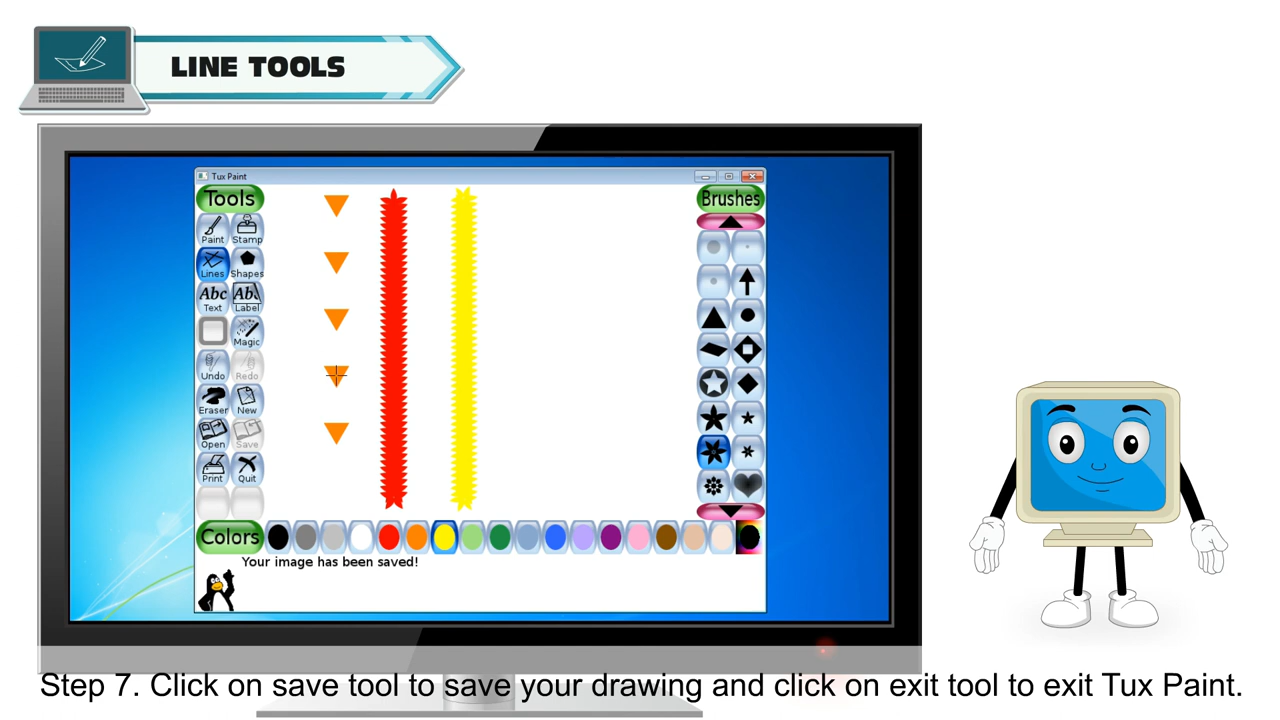 LINE TOOLS
Tux Paint
Tools
Brushes
Paint Stamp
Lines Shapes
Abc Abc
Text Label
Magic
Undo Redo
Eraser New
Open Save
Print Quit
Colors
Your image has been saved!
Step 7. Click on save tool to save your drawing and click on exit tool to exit Tux Paint.